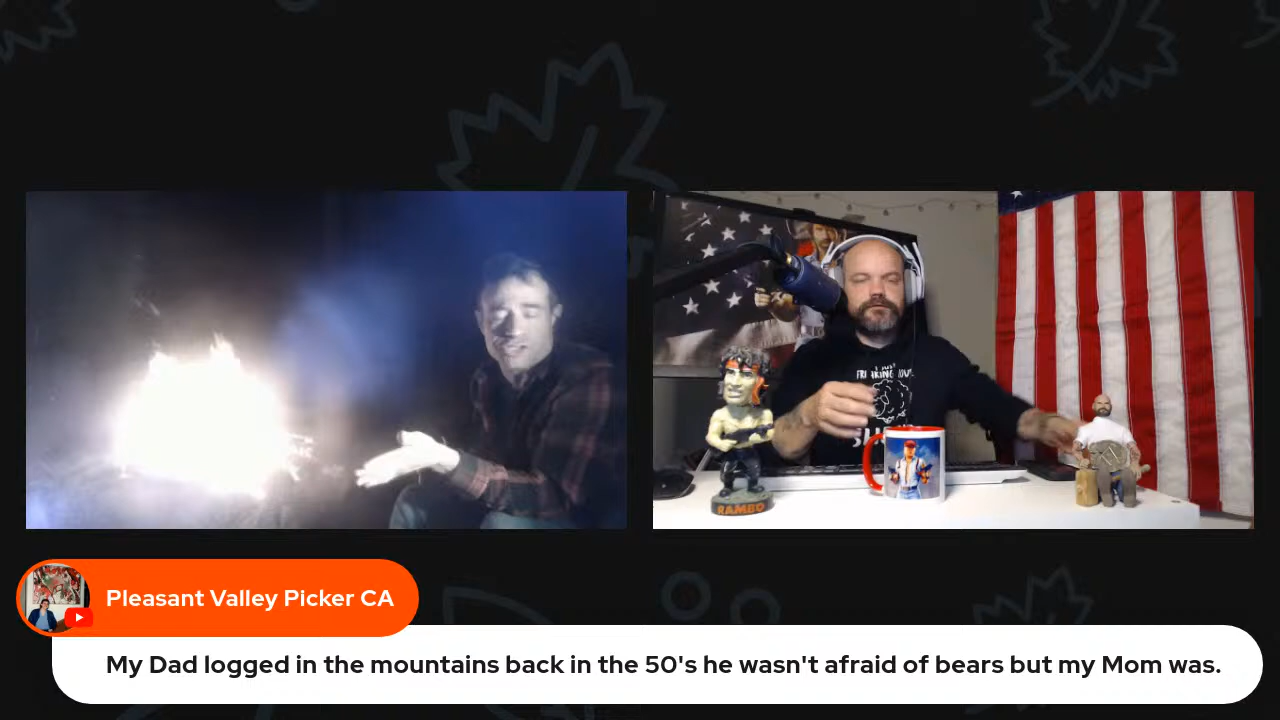 RAMBO
Pleasant Valley Picker CA
My Dad logged in the mountains back in the 50's he wasn't afraid of bears but my Mom was.